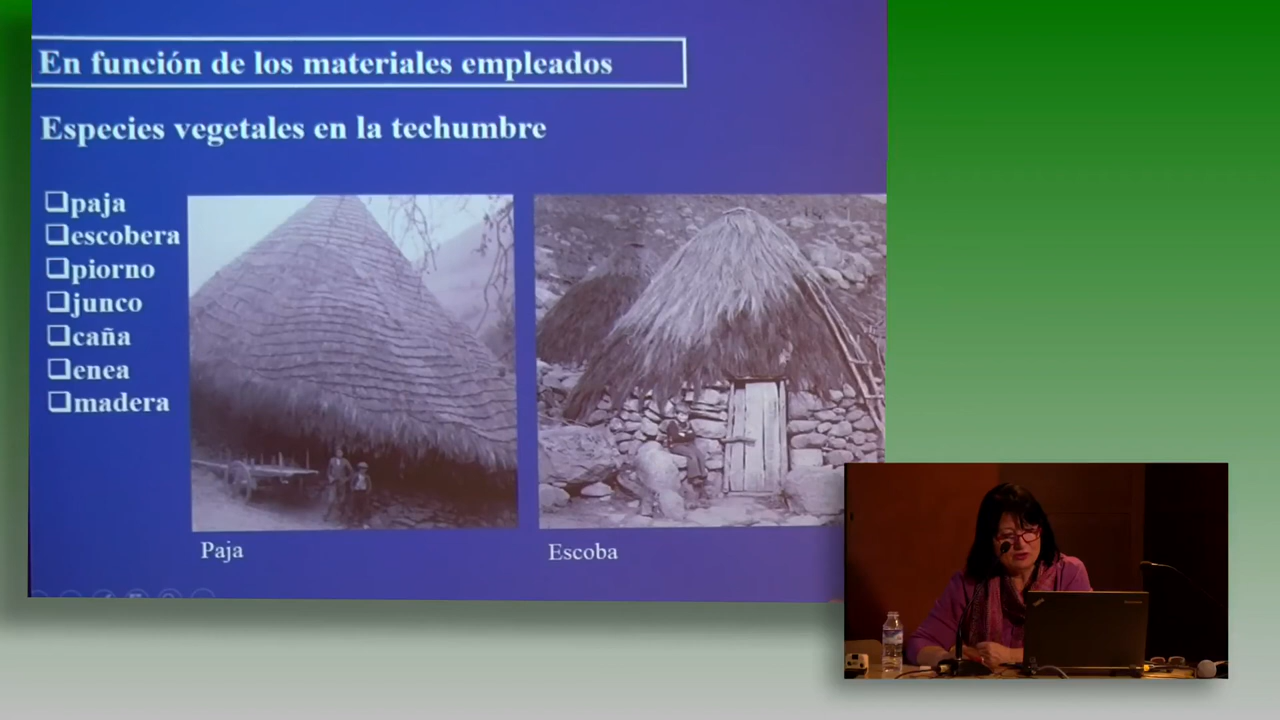 En función de los materiales empleados
Especies vegetales en la techumbre
❑paja
❑escobera
❑piorno
❑junco
❑caña
❑enea
❑madera
Paja
Escoba